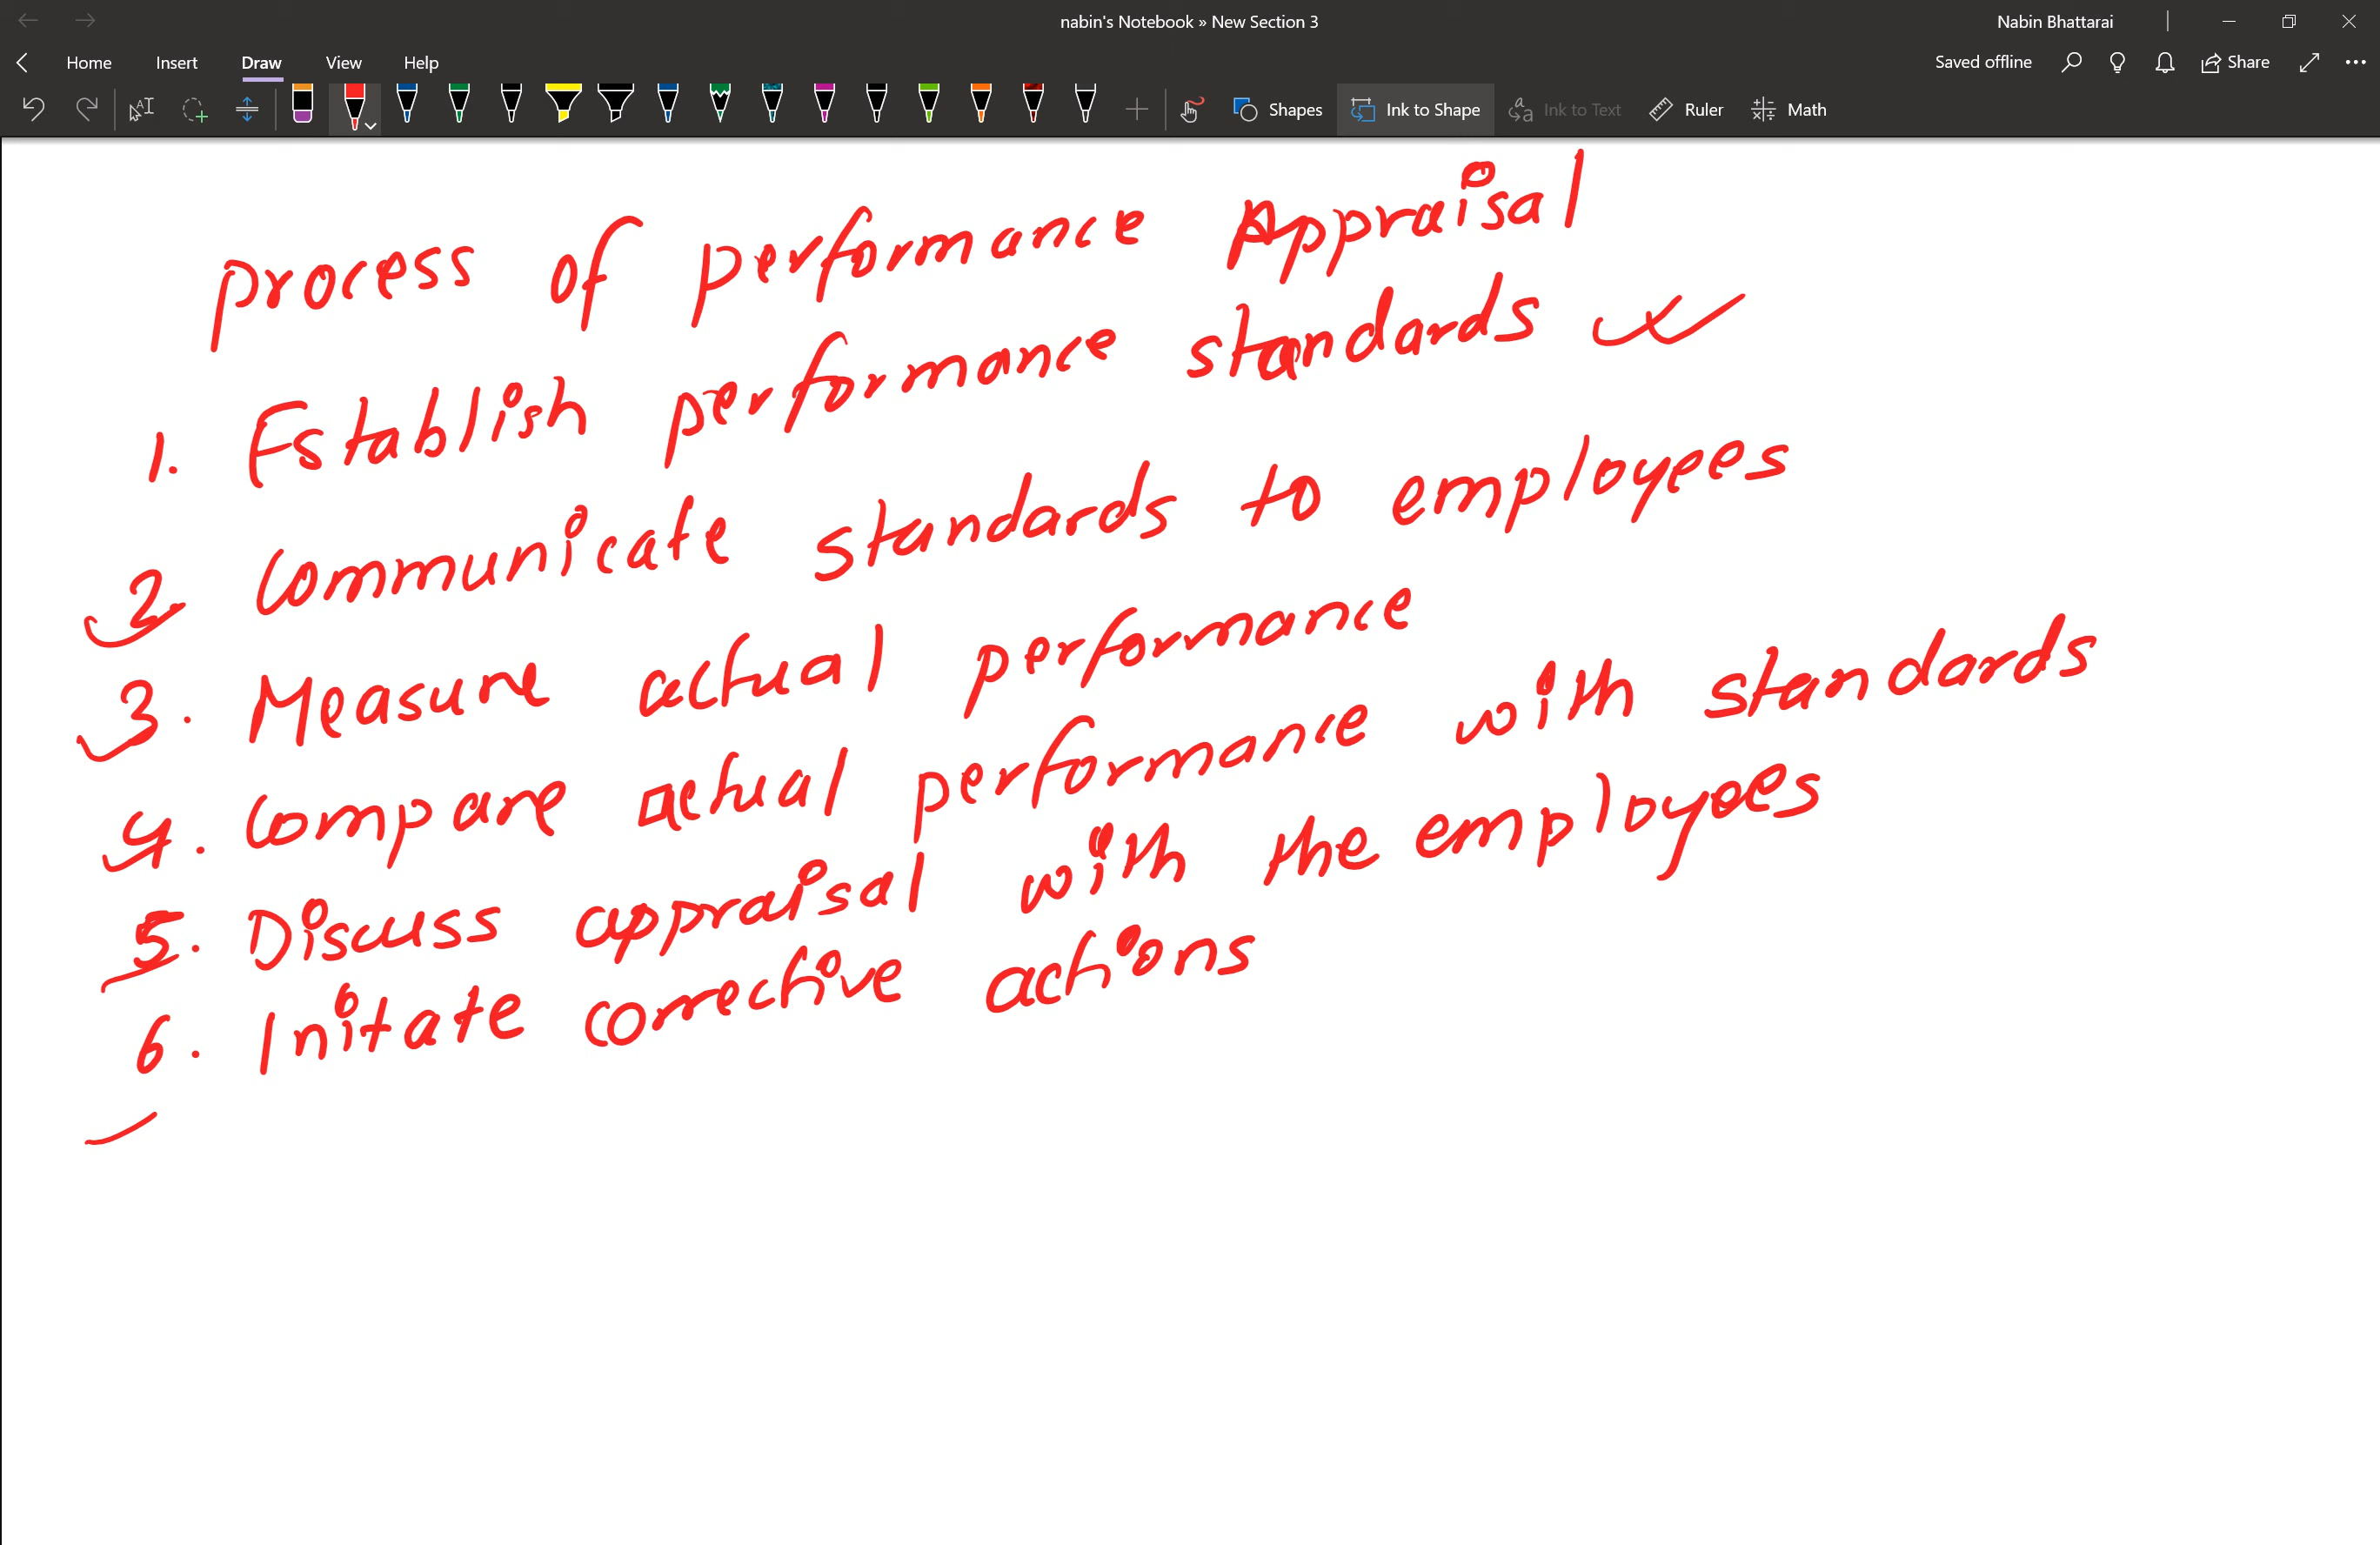 nabin's Notebook » New Section 3
Nabin Bhattarai
Home Insert Draw View Help
Saved offline
Share
Shapes Ink to Shape Ink to Text Ruler Math
process of performance Appraisal
1. Establish performance standards
2 Communicate standards to employees
3. Measure actual performance
4. Compare actual performance with standards
5. Discuss appraisal with the employees
6. Initate corrective actions